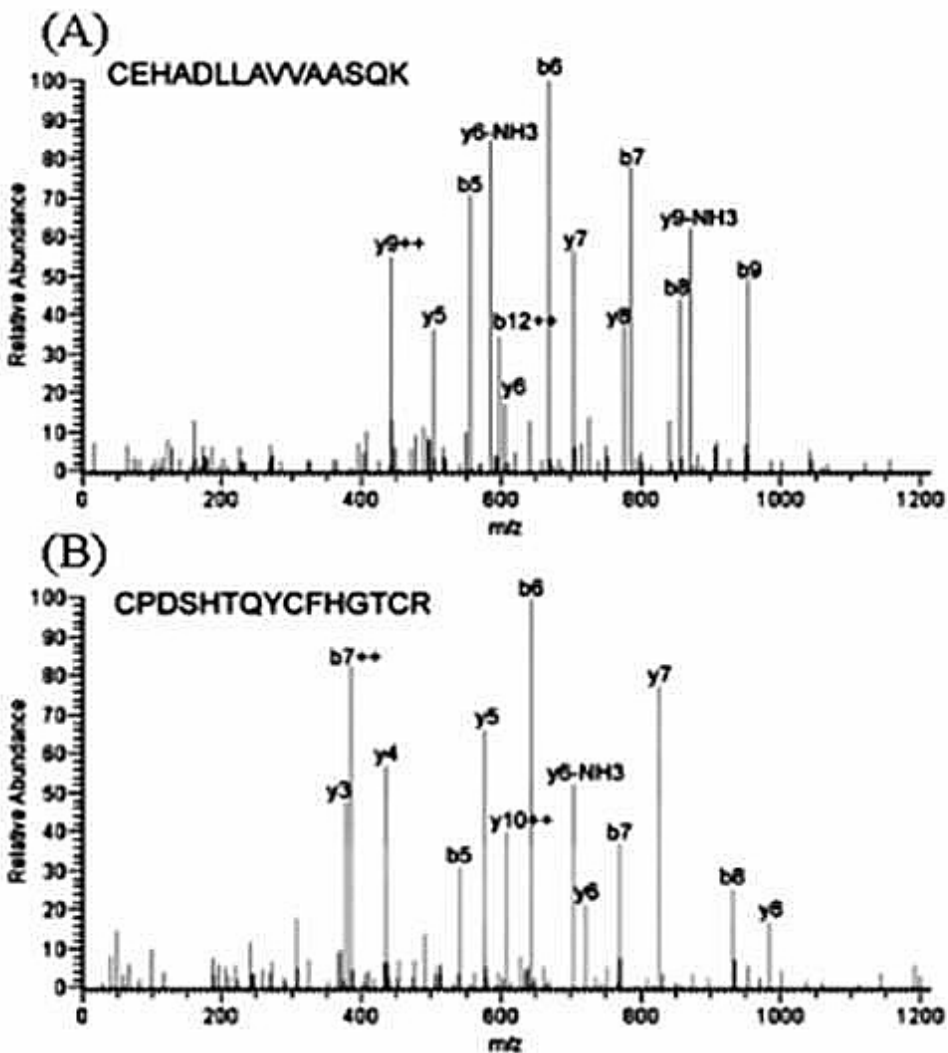 (A)
CEHADLLAVVAASQK
b6
y6-NH3
b7
b5
y9-NH3
y9++
y7
b9
b8
y5
b12++
y8
y6
100
90
80
70
60
50
40
30
20
10
0
Relative Abundance
0 200 400 600 800 1000 1200
m/z
(B)
CPDSHTQYCFHGTCR
b6
b7++
y7
y5
y4
y6-NH3
y3
y10++
b7
b5
b8
y6
100
90
80
70
60
50
40
30
20
10
0
Relative Abundance
0 200 400 600 800 1000 1200
m/z